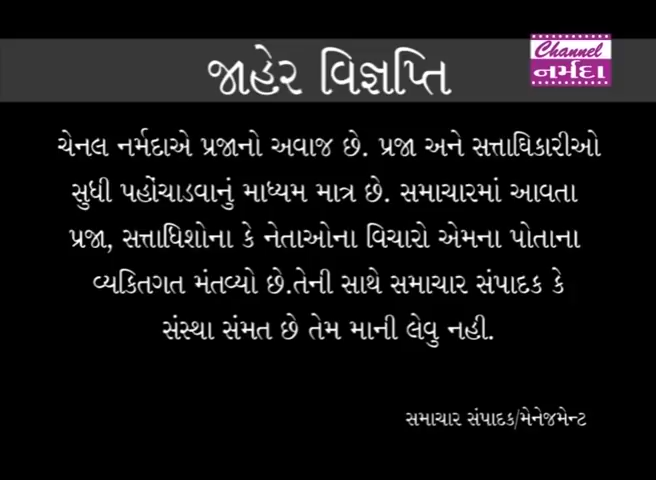 Channel
નર્મદા
જાહેર વિજ્ઞપ્તિ
ચેનલ નર્મદાએ પ્રજાનો અવાજ છે. પ્રજા અને સત્તાધિકારીઓ
સુધી પહોંચાડવાનું માધ્યમ માત્ર છે. સમાચારમાં આવતા
પ્રજા, સત્તાધિશોના કે નેતાઓના વિચારો એમના પોતાના
વ્યકિતગત મંતવ્યો છે.તેની સાથે સમાચાર સંપાદક કે
સંસ્થા સંમત છે તેમ માની લેવુ નહી.
સમાચાર સંપાદક/મેનેજમેન્ટ